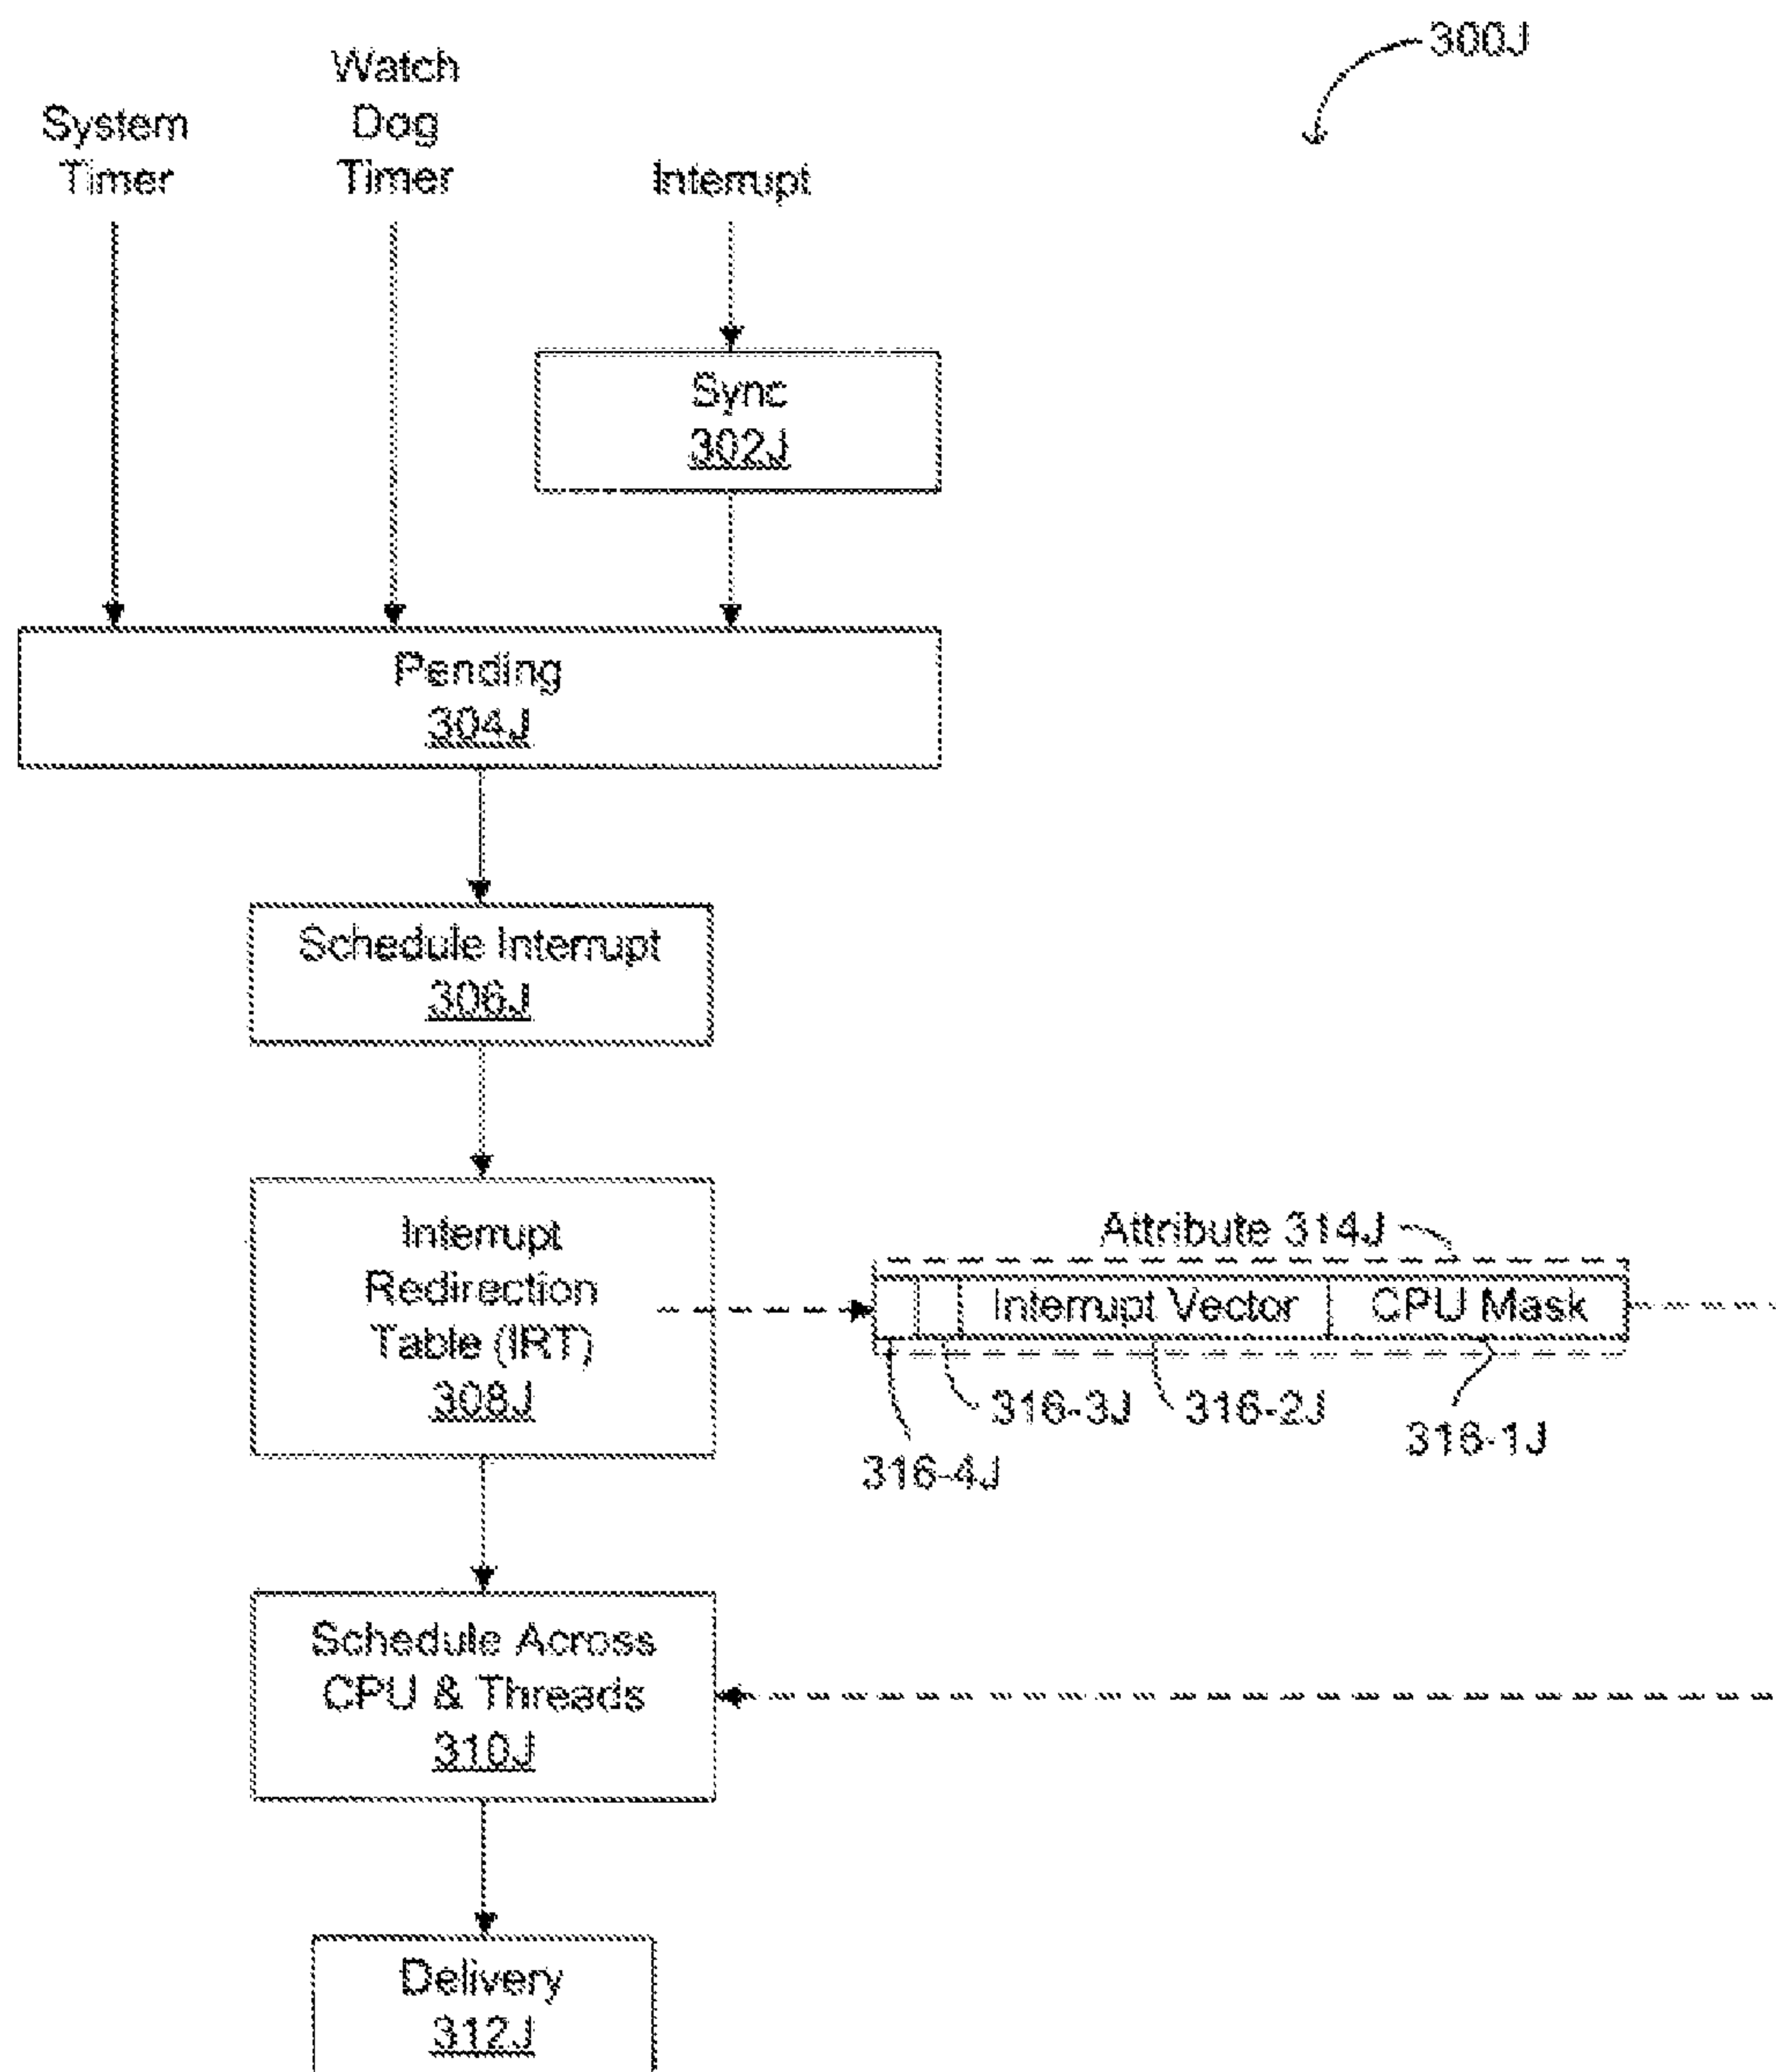 300J
System
Timer
Watch
Dog
Timer
Interrupt
Sync
302J
Pending
304J
Schedule Interrupt
306J
Interrupt
Redirection
Table (IRT)
308J
Attribute 314J
Interrupt Vector
CPU Mask
316-3J
316-2J
316-1J
316-4J
Schedule Across
CPU & Threads
310J
Delivery
312J